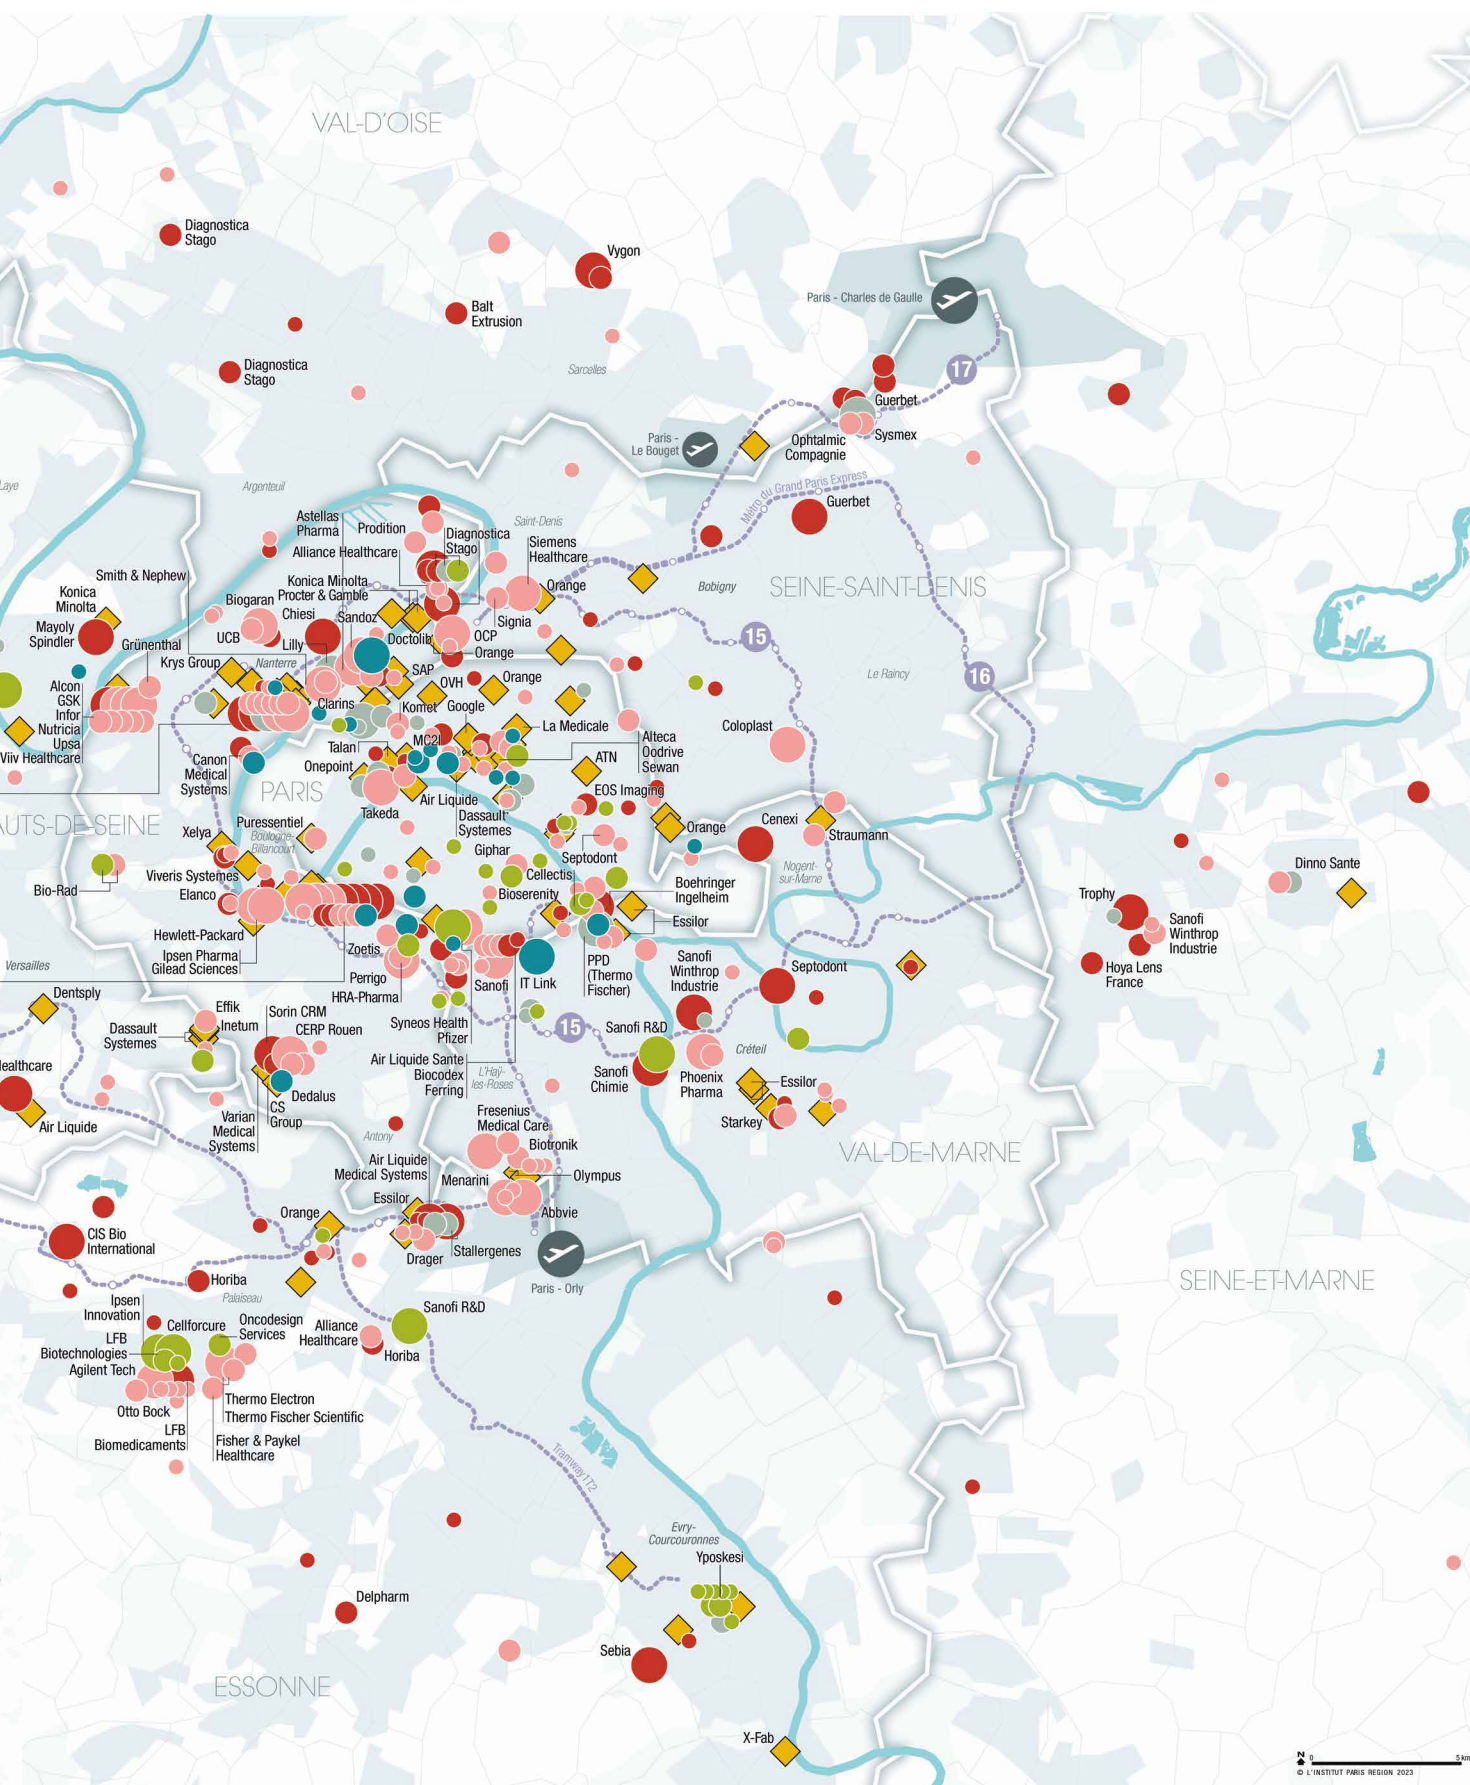 VAL-D'OISE
Diagnostica
Stago
Vygon
Balt
Extrusion
Paris - Charles de Gaulle
Diagnostica
Stago
Sarcelles
17
Guerbet
Sysmex
Ophtalmic
Compagnie
Paris -
Le Bouget
Métro du Grand Paris Express
Guerbet
Laye
Argenteuil
Astellas
Pharma
Prodition
Saint-Denis
Diagnostica
Stago
Siemens
Healthcare
Alliance Healthcare
Smith & Nephew
Konica Minolta
Procter & Gamble
Orange
Bobigny
SEINE-SAINT-DENIS
Konica
Minolta
Biogaran
Chiesi
Sandoz
Signia
Mayoly
Spindler
UCB
Lilly
Doctolib
OCP
Orange
15
Grünenthal
Krys Group
Nanterre
SAP
16
Le Raincy
Alcon
GSK
Infor
Nutricia
Upsa
Viiv Healthcare
Clarins
OVH
Orange
Komet
Google
La Medicale
Coloplast
Talan
MC2I
Alteca
Oodrive
Sewan
Canon
Medical
Systems
Onepoint
ATN
PARIS
Takeda
Air Liquide
EOS Imaging
Dassault
Systemes
HAUTS-DE-SEINE
Puressentiel
Boulogne-
Billancourt
Xelya
Orange
Cenexi
Straumann
Giphar
Septodont
Nogent-
sur-Marne
Dinno Sante
Viveris Systemes
Bio-Rad
Elanco
Cellectis
Bioserenity
Boehringer
Ingelheim
Essilor
Trophy
Sanofi
Winthrop
Industrie
Hewlett-Packard
Ipsen Pharma
Gilead Sciences
Zoetis
Perrigo
HRA-Pharma
Versailles
Sanofi
IT Link
PPD
(Thermo
Fischer)
Sanofi
Winthrop
Industrie
Septodont
Hoya Lens
France
Dentsply
Effik
Inetum
Dassault
Systemes
Sorin CRM
CERP Rouen
Syneos Health
Pfizer
15
Sanofi R&D
Créteil
Air Liquide Sante
Biocodex
Ferring
L'Haÿ-
les-Roses
Sanofi
Chimie
Phoenix
Pharma
Essilor
Healthcare
Dedalus
CS
Group
Air Liquide
Varian
Medical
Systems
Fresenius
Medical Care
Starkey
Antony
Biotronik
VAL-DE-MARNE
Air Liquide
Medical Systems
Menarini
Olympus
Essilor
Abbvie
Orange
CIS Bio
International
Drager
Stallergenes
Paris - Orly
Horiba
Palaiseau
SEINE-ET-MARNE
Ipsen
Innovation
Cellforcure
Oncodesign
Services
Sanofi R&D
LFB
Biotechnologies
Alliance
Healthcare
Horiba
Agilent Tech
Thermo Electron
Thermo Fischer Scientific
Otto Bock
LFB
Biomedicaments
Fisher & Paykel
Healthcare
Tramway1T2
Evry-
Courcouronnes
Yposkesi
Delpharm
Sebia
ESSONNE
X-Fab
N
0
5 km
© L'INSTITUT PARIS REGION 2023